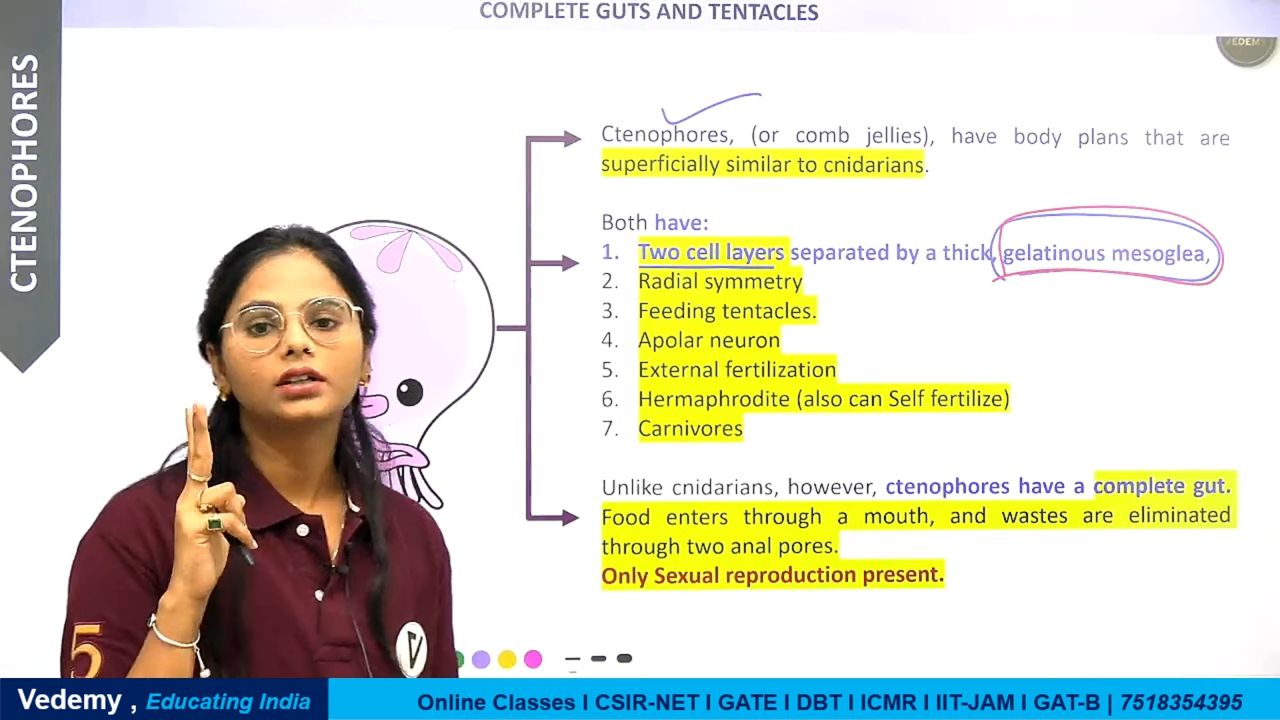 COMPLETE GUTS AND TENTACLES
CTENOPHORES
VEDEM
Ctenophores, (or comb jellies), have body plans that are
superficially similar to cnidarians.
Both have:
1. Two cell layers separated by a thick, gelatinous mesoglea,
2. Radial symmetry
3. Feeding tentacles.
4. Apolar neuron
5. External fertilization
6. Hermaphrodite (also can Self fertilize)
7. Carnivores
Unlike cnidarians, however, ctenophores have a complete gut.
Food enters through a mouth, and wastes are eliminated
through two anal pores.
Only Sexual reproduction present.
5
V
Vedemy , Educating India
Online Classes I CSIR-NET I GATE I DBT I ICMR I IIT-JAM I GAT-B | 7518354395